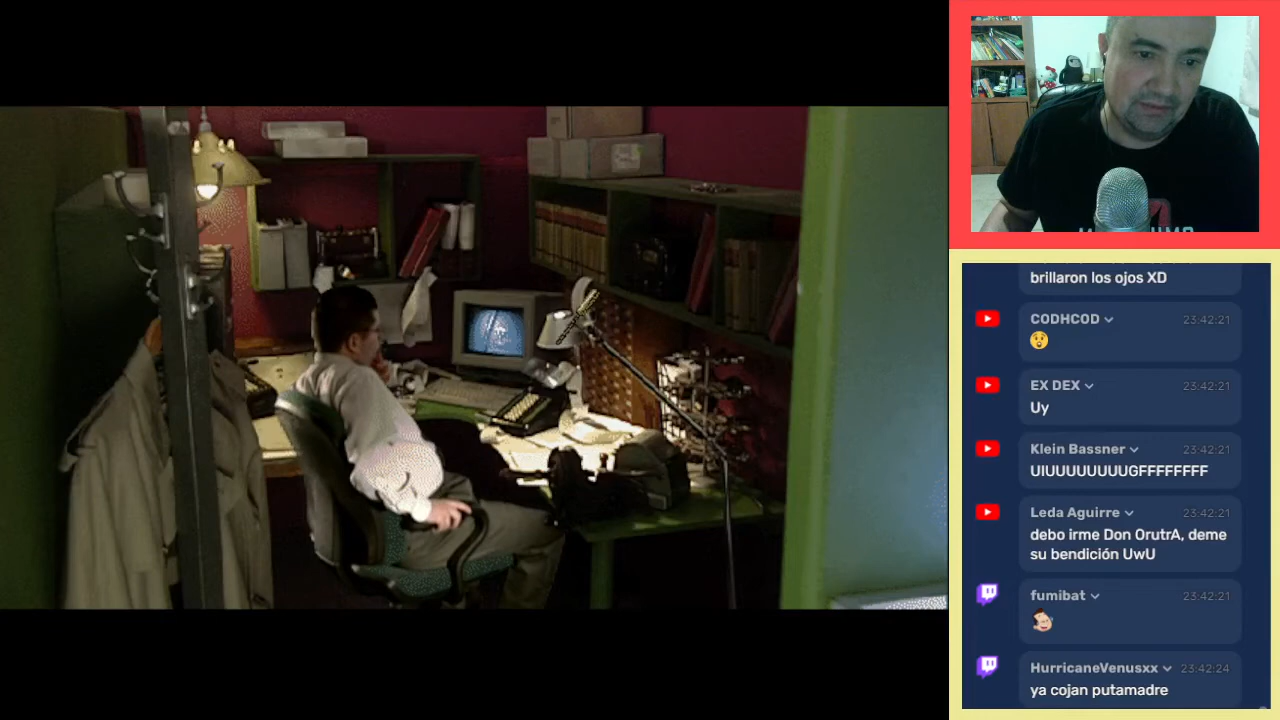 brillaron los ojos XD
CODHCOD 23:42:21
😲
EX DEX 23:42:21
Uy
Klein Bassner 23:42:21
UIUUUUUUUUGFFFFFFFF
Leda Aguirre 23:42:21
debo irme Don OrutrA, deme
su bendición UwU
fumibat 23:42:21
HurricaneVenusxx 23:42:24
ya cojan putamadre